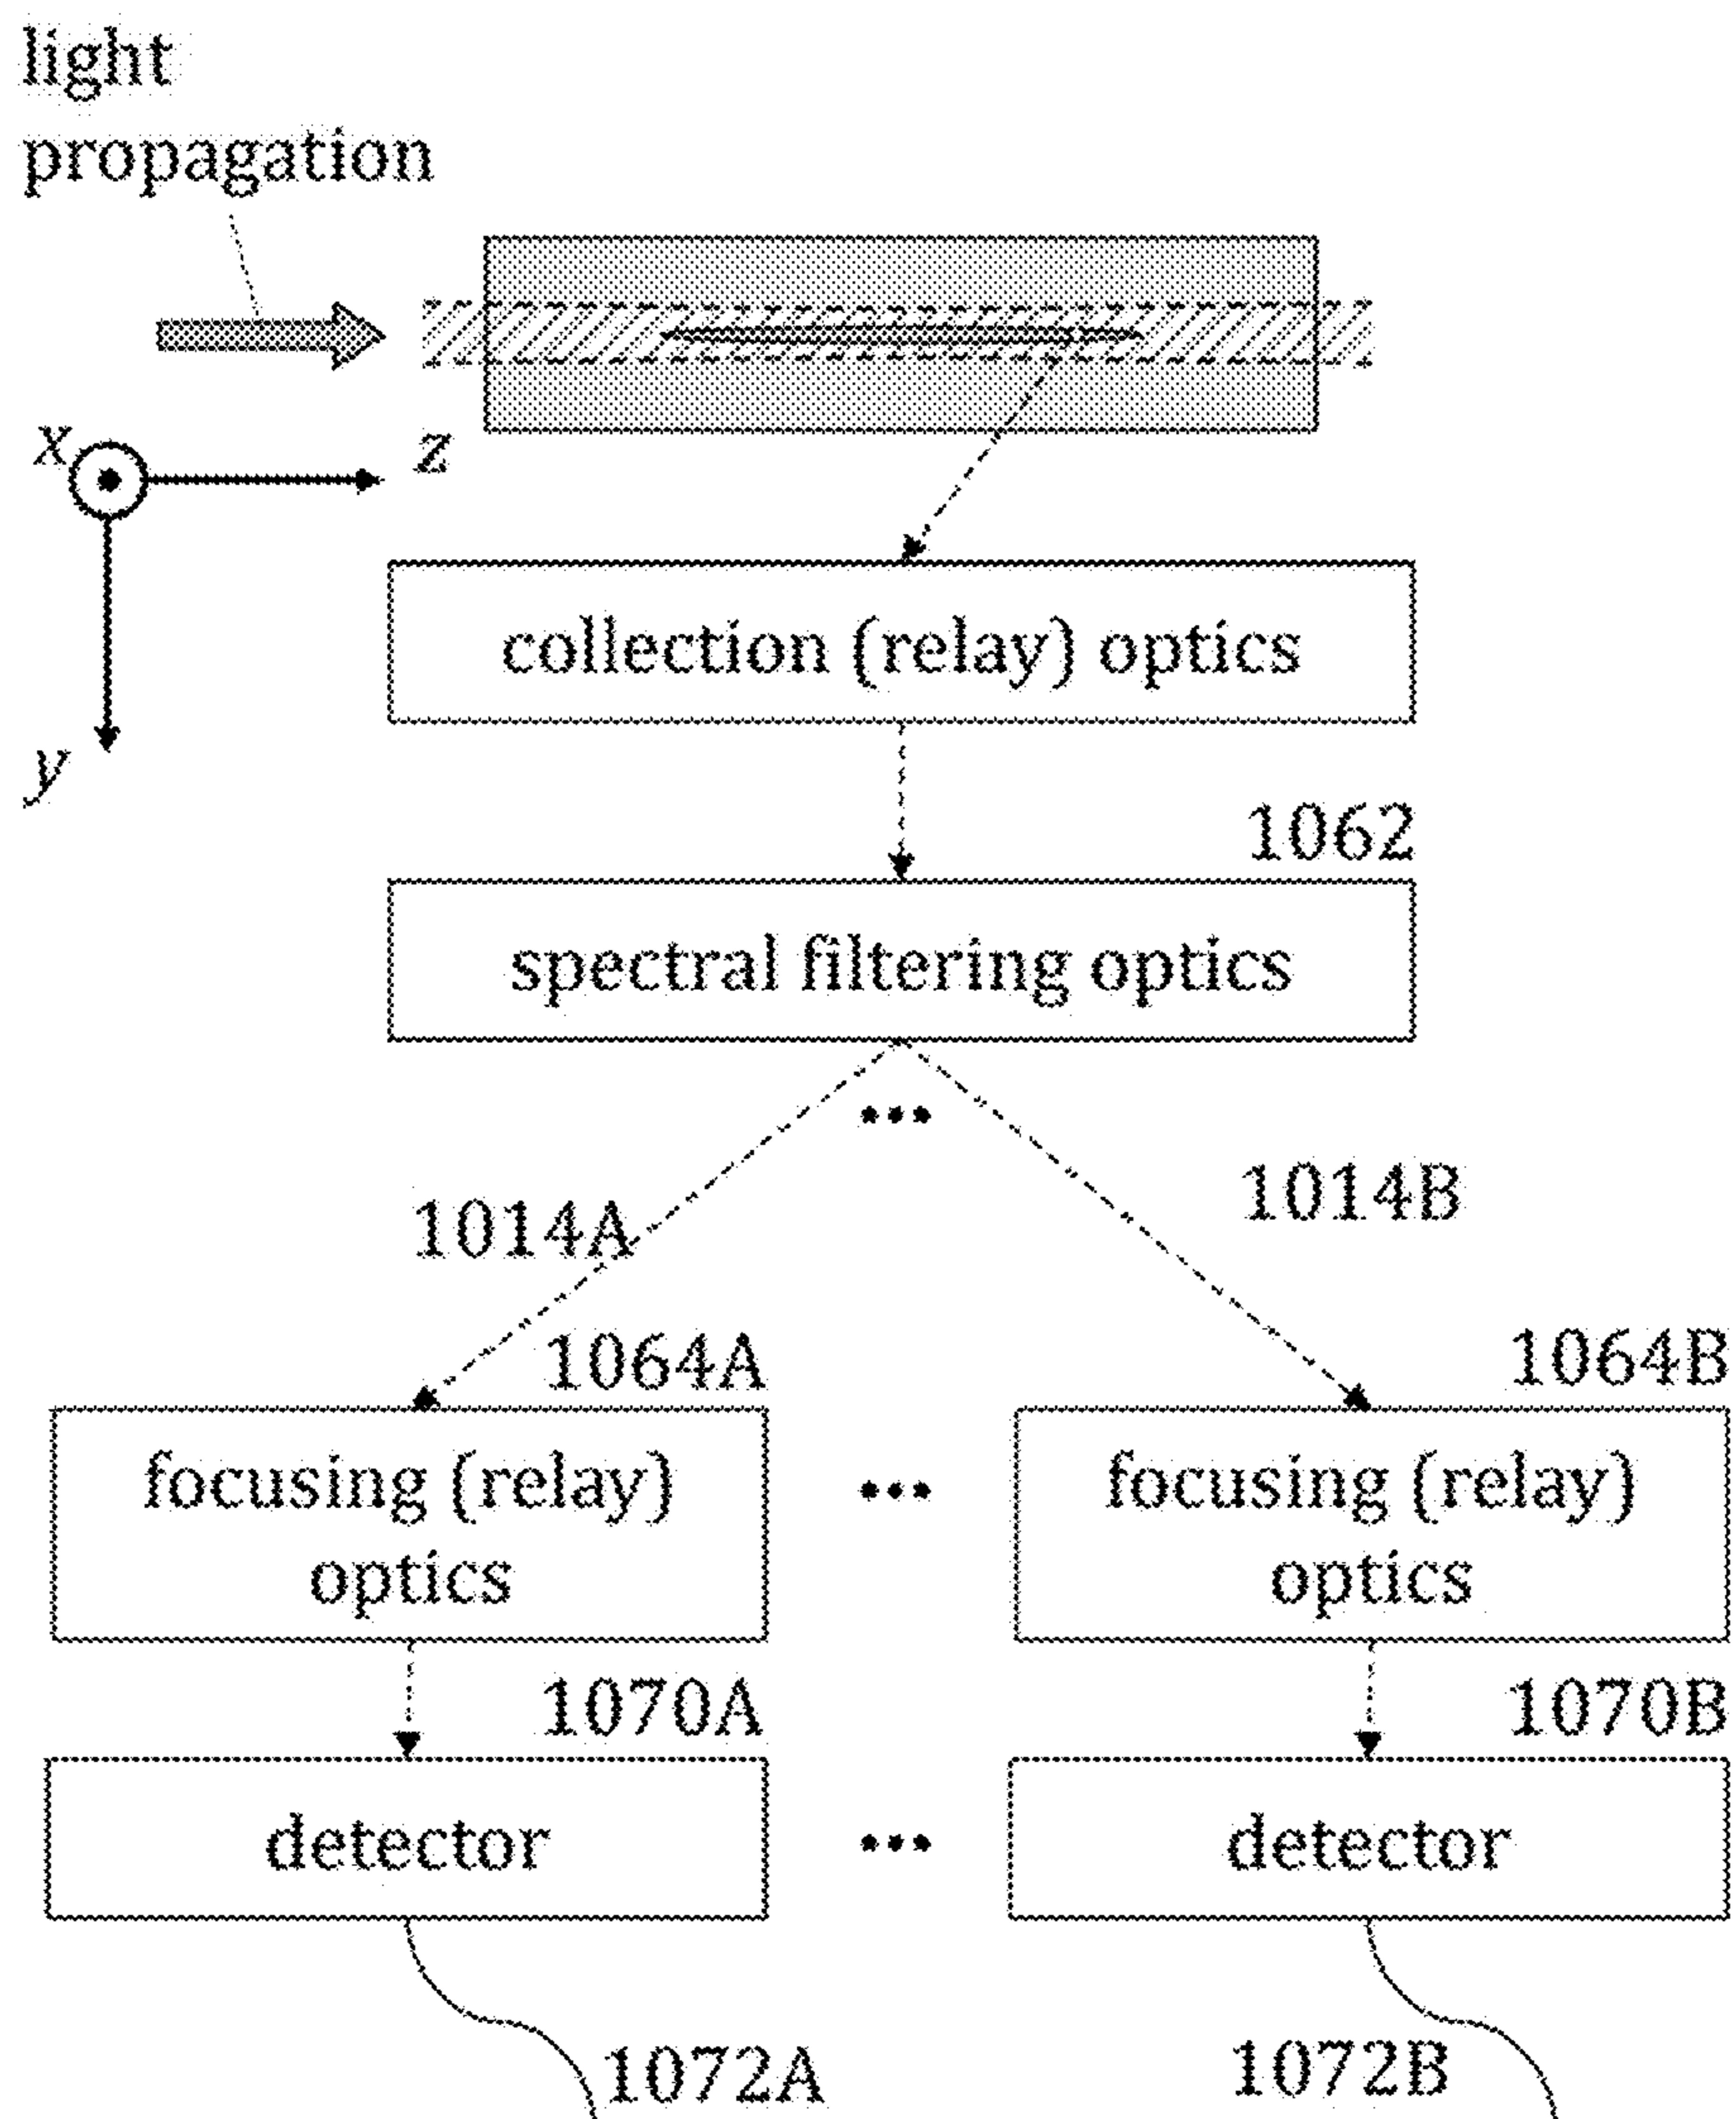 light
propagation
x
z
y
collection (relay) optics
1062
spectral filtering optics
...
1014A
1014B
1064A
1064B
focusing (relay)
optics
...
focusing (relay)
optics
1070A
1070B
detector
...
detector
1072A
1072B